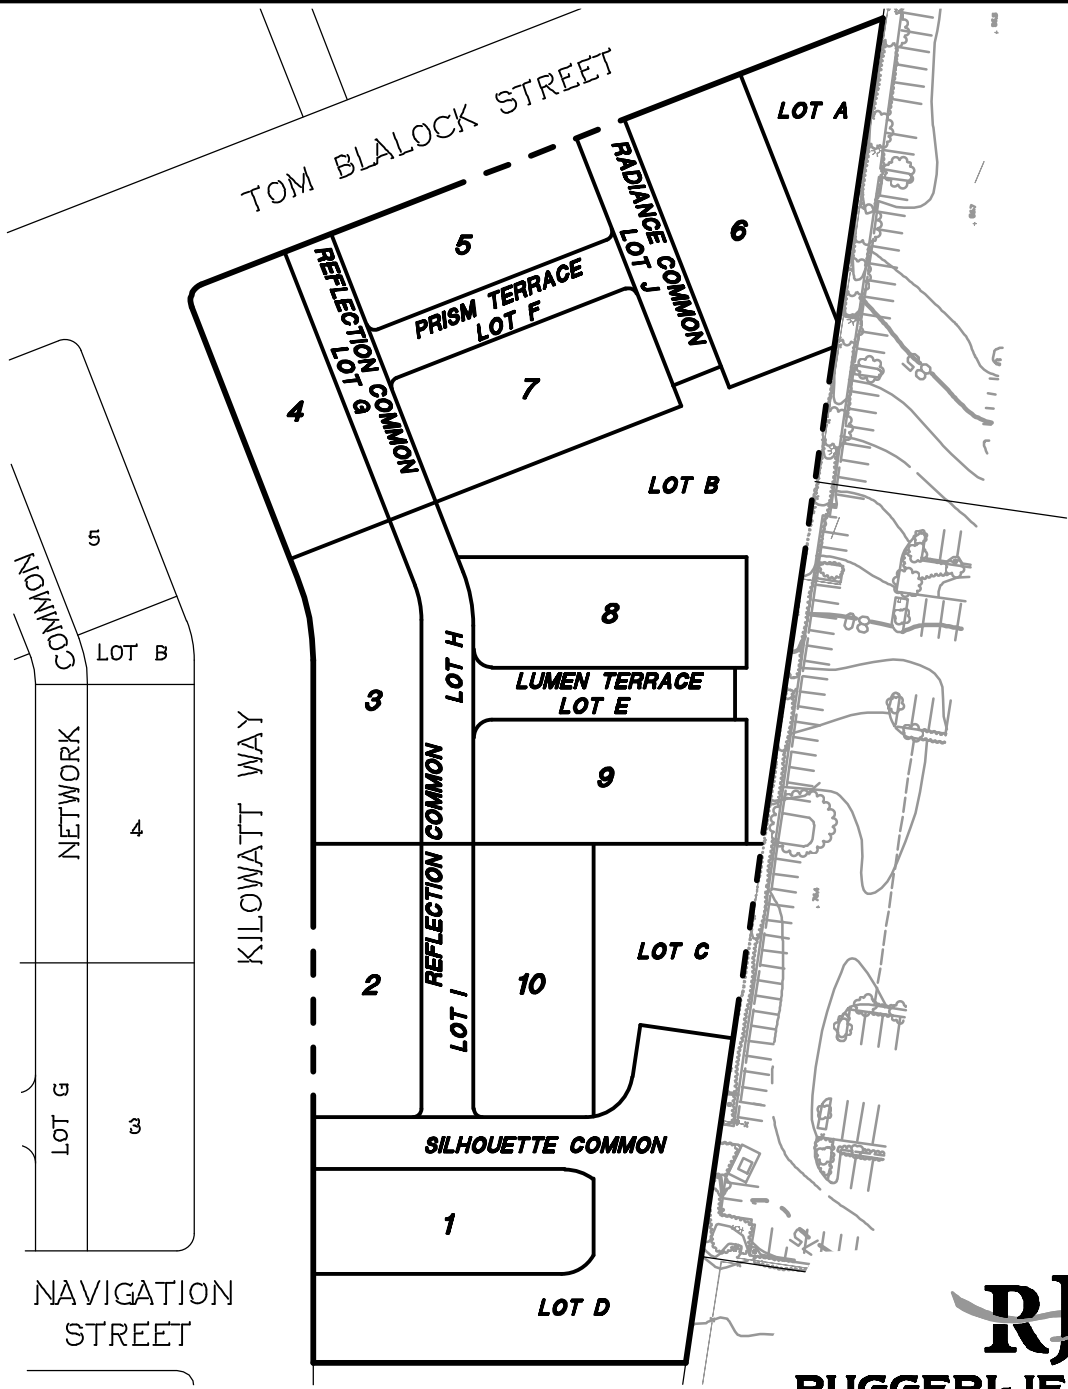 TOM BLALOCK STREET
LOT A
RADIANCE COMMON
LOT J
6
5
REFLECTION COMMON
LOT G
PRISM TERRACE
LOT F
4
7
LOT B
5
COMMON
LOT B
8
LOT H
LUMEN TERRACE
LOT E
3
KILOWATT WAY
NETWORK
4
9
REFLECTION COMMON
LOT C
2
10
LOT I
LOT G
3
SILHOUETTE COMMON
1
NAVIGATION
STREET
LOT D
RJ